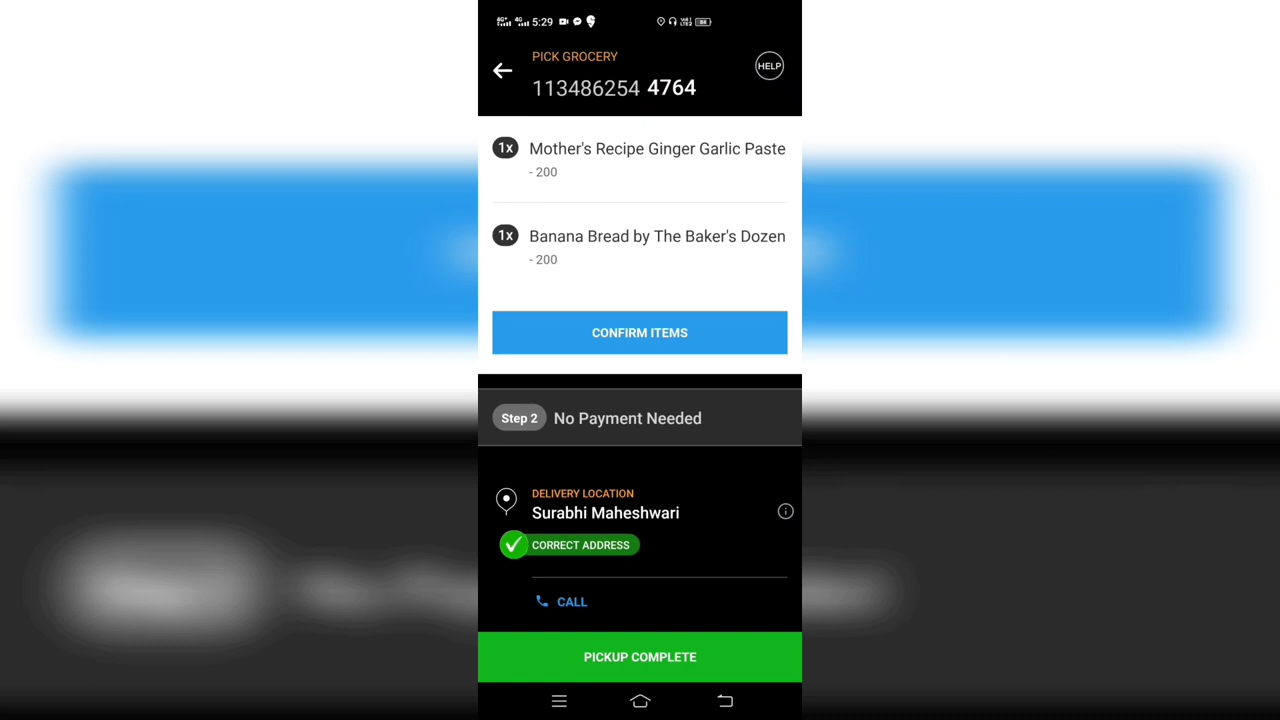 5:29
PICK GROCERY
113486254 4764
HELP
1x Mother's Recipe Ginger Garlic Paste
- 200
1x Banana Bread by The Baker's Dozen
- 200
CONFIRM ITEMS
Step 2 No Payment Needed
DELIVERY LOCATION
Surabhi Maheshwari
CORRECT ADDRESS
CALL
PICKUP COMPLETE